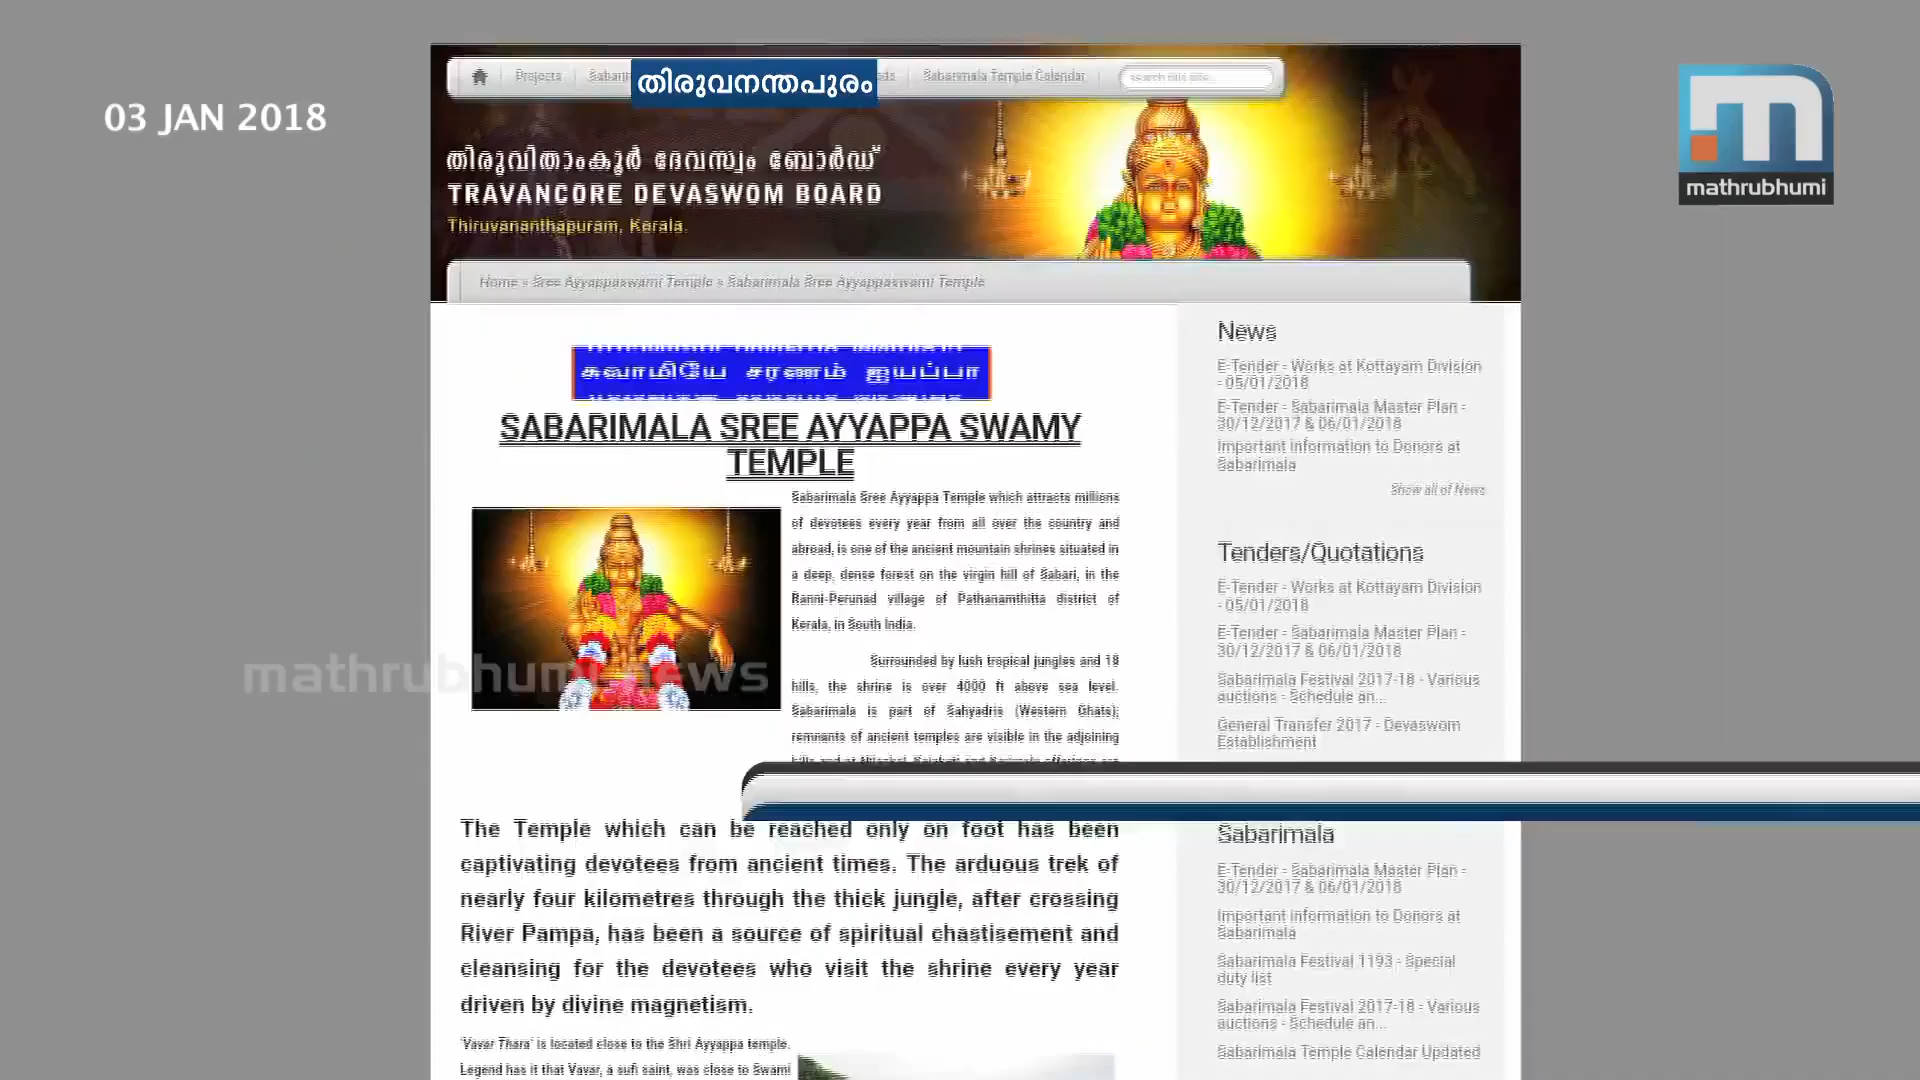 03 JAN 2018
Projects
തിരുവനന്തപുരം
Sabarimala Temple Calendar
search this site
mathrubhumi
തിരുവിതാംകൂർ ദേവസ്വം ബോർഡ്
TRAVANCORE DEVASWOM BOARD
Thiruvananthapuram, Kerala.
Home » Sree Ayyappaswami Temple » Sabarimala Sree Ayyappaswami Temple
சுவாமியே சரணம் ஐயப்பா
SABARIMALA SREE AYYAPPA SWAMY
TEMPLE
Sabarimala Sree Ayyappa Temple which attracts millions
of devotees every year from all over the country and
abroad, is one of the ancient mountain shrines situated in
a deep, dense forest on the virgin hill of Sabari, in the
Ranni-Perunad village of Pathanamthitta district of
Kerala, in South India.
Surrounded by lush tropical jungles and 18
hills, the shrine is over 4000 ft above sea level.
Sabarimala is part of Sahyadris (Western Ghats);
remnants of ancient temples are visible in the adjoining
mathrubhumi news
The Temple which can be reached only on foot has been
captivating devotees from ancient times. The arduous trek of
nearly four kilometres through the thick jungle, after crossing
River Pampa, has been a source of spiritual chastisement and
cleansing for the devotees who visit the shrine every year
driven by divine magnetism.
'Vavar Thara' is located close to the Shri Ayyappa temple.
Legend has it that Vavar, a sufi saint, was close to Swami
News
E-Tender - Works at Kottayam Division
- 05/01/2018
E-Tender - Sabarimala Master Plan -
30/12/2017 & 06/01/2018
Important information to Donors at
Sabarimala
Show all of News
Tenders/Quotations
E-Tender - Works at Kottayam Division
- 05/01/2018
E-Tender - Sabarimala Master Plan -
30/12/2017 & 06/01/2018
Sabarimala Festival 2017-18 - Various
auctions - Schedule an...
General Transfer 2017 - Devaswom
Establishment
Sabarimala
E-Tender - Sabarimala Master Plan -
30/12/2017 & 06/01/2018
Important information to Donors at
Sabarimala
Sabarimala Festival 1193 - Special
duty list
Sabarimala Festival 2017-18 - Various
auctions - Schedule an...
Sabarimala Temple Calendar Updated